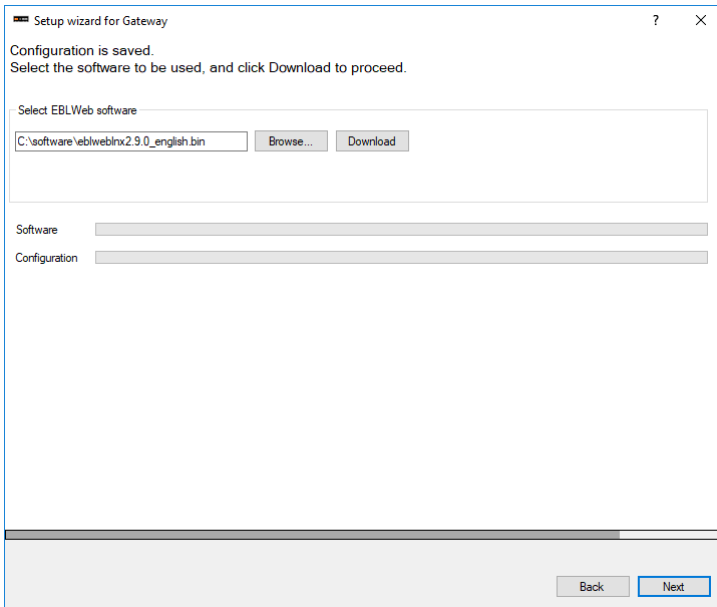 Setup wizard for Gateway
?
Configuration is saved.
Select the software to be used, and click Download to proceed.
Select EBLWeb software
C:\software\eblweblnx2.9.0_english.bin
Browse...
Download
Software
Configuration
Back
Next